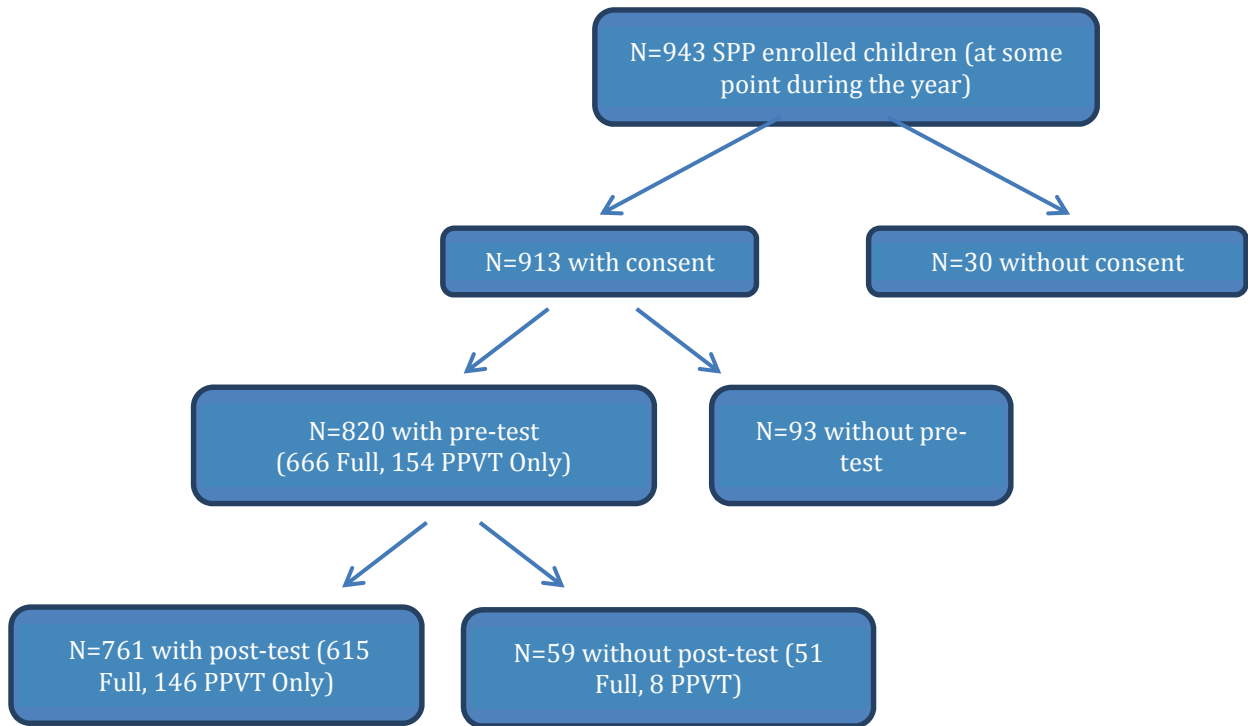 N=943 SPP enrolled children (at some
point during the year)
N=913 with consent
N=30 without consent
N=820 with pre-test
(666 Full, 154 PPVT Only)
N=93 without pre-
test
N=761 with post-test (615
Full, 146 PPVT Only)
N=59 without post-test (51
Full, 8 PPVT)